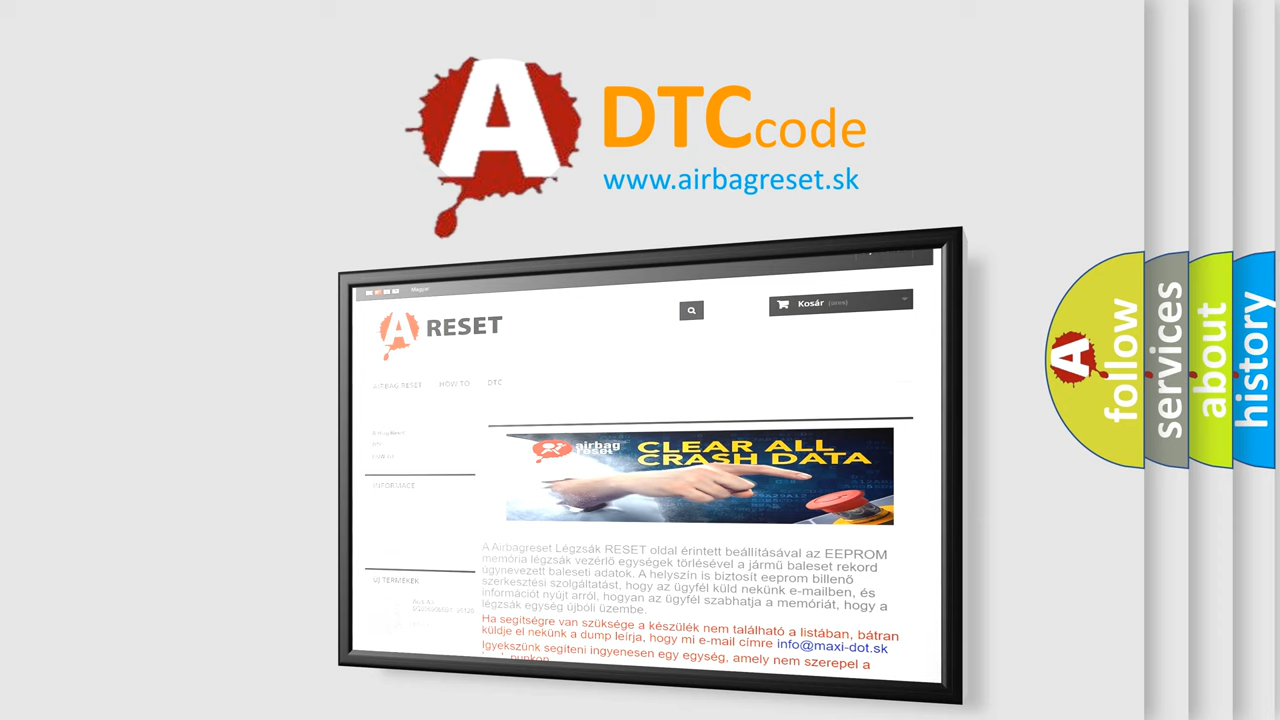 A
DTC code
www.airbagreset.sk
Magyar
A RESET
Kosár (üres)
AIRBAG RESET HOW TO DTC
INFORMACE
airbag
reset
CLEAR ALL
CRASH DATA
A Airbagreset Légzsák RESET oldal érintett beállításával az EEPROM
memória légzsák vezérlő egységek törlésével a jármű baleset rekord
úgynevezett baleseti adatok. A helyszín is biztosít eeprom billenő
szerkesztési szolgáltatást, hogy az ügyfél küld nekünk e-mailben, és
információt nyújt arról, hogyan az ügyfél szabhatja a memóriát, hogy a
légzsák egység újbóli üzembe.
Ha segítségre van szüksége a készülék nem található a listában, bátran
küldje el nekünk a dump leírja, hogy mi e-mail címre info@maxi-dot.sk
Igyekszünk segíteni ingyenesen egy egység, amely nem szerepel a
ÚJ TERMÉKEK
A
follow
services
about
history